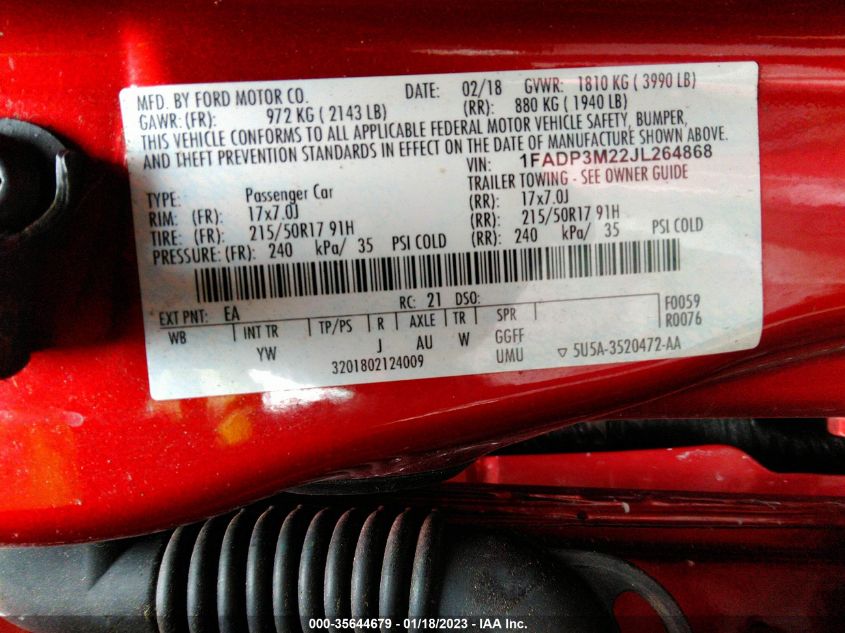 MFD. BY FORD MOTOR CO. DATE: 02/18 GVWR: 1810 KG ( 3990 LB)
GAWR: (FR): 972 KG ( 2143 LB) (RR): 880 KG ( 1940 LB)
THIS VEHICLE CONFORMS TO ALL APPLICABLE FEDERAL MOTOR VEHICLE SAFETY, BUMPER,
AND THEFT PREVENTION STANDARDS IN EFFECT ON THE DATE OF MANUFACTURE SHOWN ABOVE.
VIN: 1FADP3M22JL264868
TYPE: Passenger Car TRAILER TOWING - SEE OWNER GUIDE
RIM: (FR): 17x7.0J (RR): 17x7.0J
TIRE: (FR): 215/50R17 91H (RR): 215/50R17 91H
PRESSURE: (FR): 240 kPa/ 35 PSI COLD (RR): 240 kPa/ 35 PSI COLD
EXT PNT: EA RC: 21 DSO: F0059
WB INT TR TP/PS R AXLE TR SPR R0076
YW J AU W GGFF
3201802124009 UMU 5U5A-3520472-AA
000-35644679 - 01/18/2023 - IAA Inc.